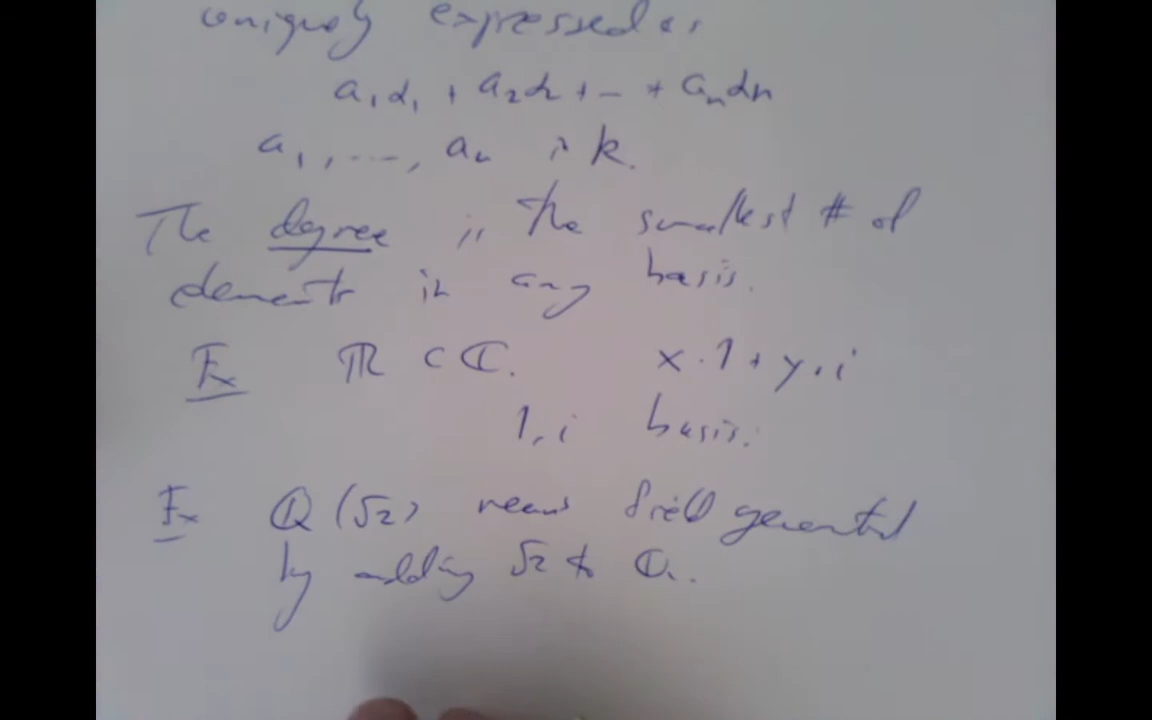 uniquely expressed as
a₁α₁ + a₂α₂ + - + aₙαₙ
a₁, ..., aₙ in k.
The degree is the smallest # of
elements in any basis.
Ex ℝ ⊂ ℂ. x·1 + y·i
1, i basis.
Ex ℚ(√2) means field generated
by adding √2 to ℚ.